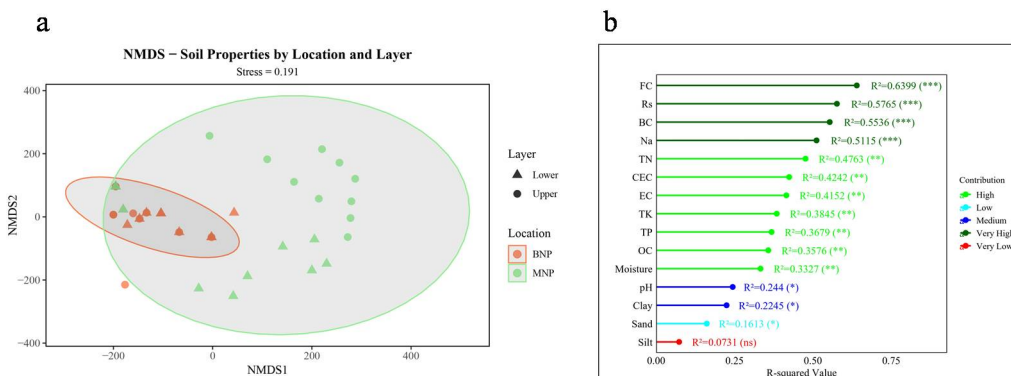 a
NMDS − Soil Properties by Location and Layer
Stress = 0.191
400
200
0
−200
−400
NMDS2
−200
0
200
400
NMDS1
Layer
Lower
Upper
Location
BNP
MNP
b
FC R²=0.6399 (***)
Rs R²=0.5765 (***)
BC R²=0.5536 (***)
Na R²=0.5115 (***)
TN R²=0.4763 (**)
CEC R²=0.4242 (**)
EC R²=0.4152 (**)
TK R²=0.3845 (**)
TP R²=0.3679 (**)
OC R²=0.3576 (**)
Moisture R²=0.3327 (**)
pH R²=0.244 (*)
Clay R²=0.2245 (*)
Sand R²=0.1613 (*)
Silt R²=0.0731 (ns)
0.00 0.25 0.50 0.75
R-squared Value
Contribution
High
Low
Medium
Very High
Very Low